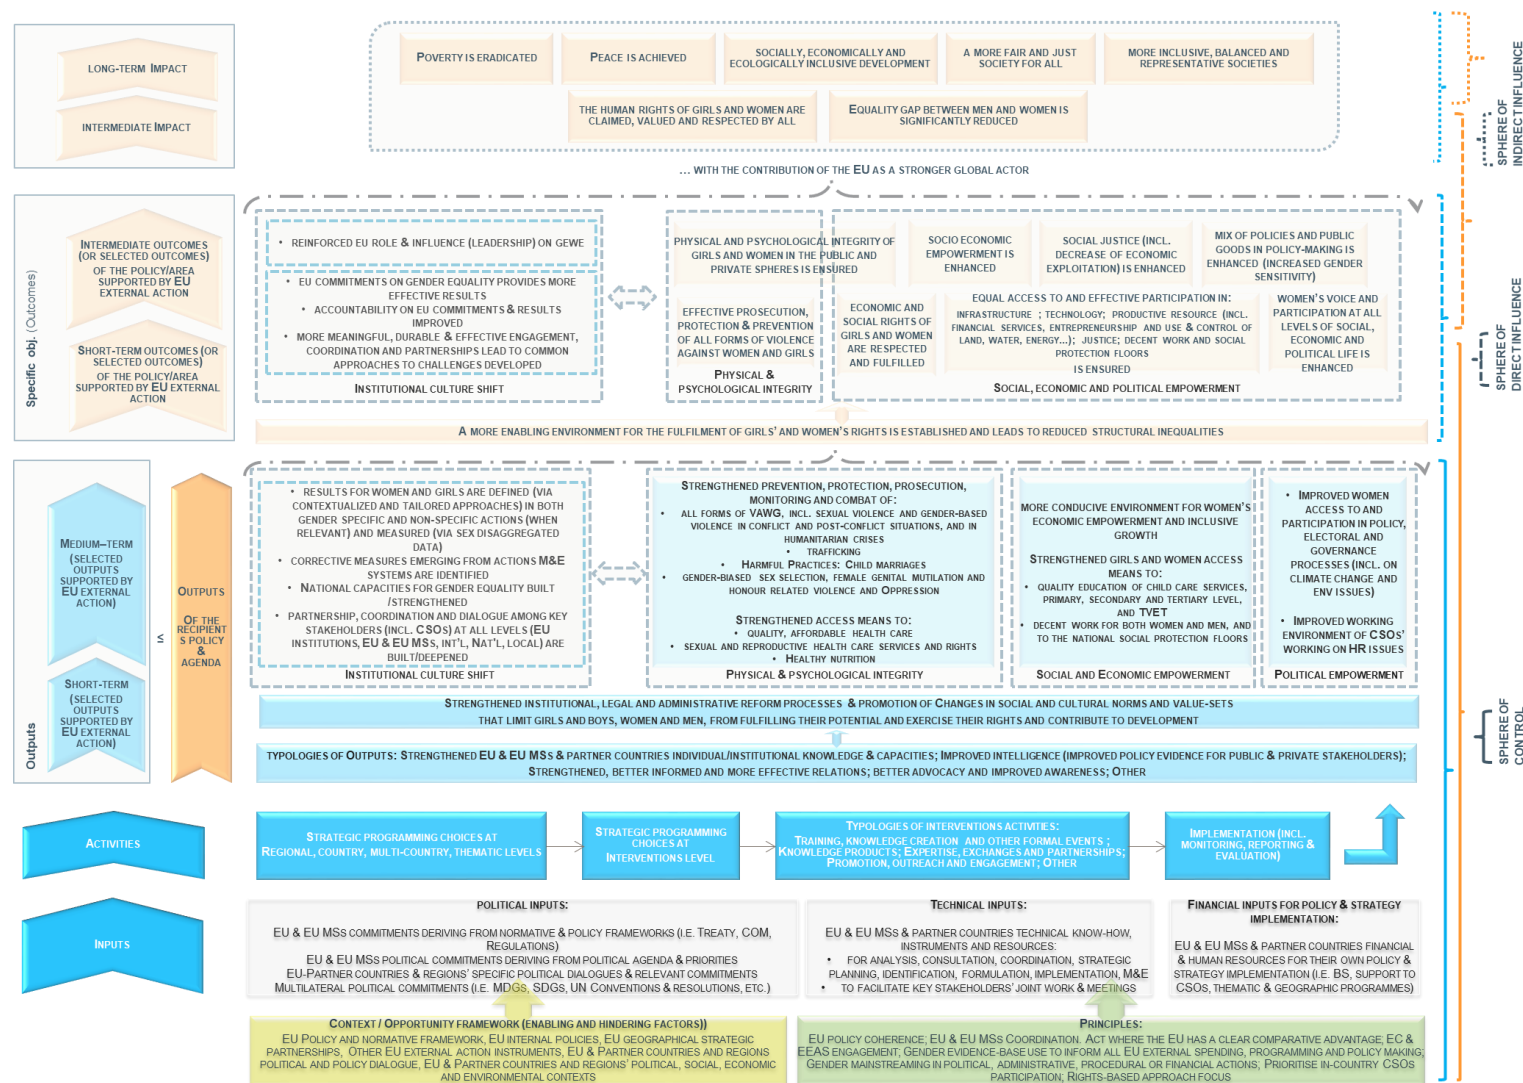 LONG-TERM IMPACT
INTERMEDIATE IMPACT
POVERTY IS ERADICATED
PEACE IS ACHIEVED
SOCIALLY, ECONOMICALLY AND
ECOLOGICALLY INCLUSIVE DEVELOPMENT
A MORE FAIR AND JUST
SOCIETY FOR ALL
MORE INCLUSIVE, BALANCED AND
REPRESENTATIVE SOCIETIES
THE HUMAN RIGHTS OF GIRLS AND WOMEN ARE
CLAIMED, VALUED AND RESPECTED BY ALL
EQUALITY GAP BETWEEN MEN AND WOMEN IS
SIGNIFICANTLY REDUCED
SPHERE OF
INDIRECT INFLUENCE
... WITH THE CONTRIBUTION OF THE EU AS A STRONGER GLOBAL ACTOR
Specific obj. (Outcomes)
INTERMEDIATE OUTCOMES
(OR SELECTED OUTCOMES)
OF THE POLICY/AREA
SUPPORTED BY EU
EXTERNAL ACTION
SHORT-TERM OUTCOMES (OR
SELECTED OUTCOMES)
OF THE POLICY/AREA
SUPPORTED BY EU EXTERNAL
ACTION
• REINFORCED EU ROLE & INFLUENCE (LEADERSHIP) ON GEWE
• EU COMMITMENTS ON GENDER EQUALITY PROVIDES MORE
EFFECTIVE RESULTS
• ACCOUNTABILITY ON EU COMMITMENTS & RESULTS
IMPROVED
• MORE MEANINGFUL, DURABLE & EFFECTIVE ENGAGEMENT,
COORDINATION AND PARTNERSHIPS LEAD TO COMMON
APPROACHES TO CHALLENGES DEVELOPED
INSTITUTIONAL CULTURE SHIFT
PHYSICAL AND PSYCHOLOGICAL INTEGRITY OF
GIRLS AND WOMEN IN THE PUBLIC AND
PRIVATE SPHERES IS ENSURED
EFFECTIVE PROSECUTION,
PROTECTION & PREVENTION
OF ALL FORMS OF VIOLENCE
AGAINST WOMEN AND GIRLS
PHYSICAL &
PSYCHOLOGICAL INTEGRITY
SOCIO ECONOMIC
EMPOWERMENT IS
ENHANCED
SOCIAL JUSTICE (INCL.
DECREASE OF ECONOMIC
EXPLOITATION) IS ENHANCED
MIX OF POLICIES AND PUBLIC
GOODS IN POLICY-MAKING IS
ENHANCED (INCREASED GENDER
SENSITIVITY)
ECONOMIC AND
SOCIAL RIGHTS OF
GIRLS AND WOMEN
ARE RESPECTED
AND FULFILLED
EQUAL ACCESS TO AND EFFECTIVE PARTICIPATION IN:
INFRASTRUCTURE ; TECHNOLOGY; PRODUCTIVE RESOURCE (INCL.
FINANCIAL SERVICES, ENTREPRENEURSHIP AND USE & CONTROL OF
LAND, WATER, ENERGY...); JUSTICE; DECENT WORK AND SOCIAL
PROTECTION FLOORS
IS ENSURED
WOMEN'S VOICE AND
PARTICIPATION AT ALL
LEVELS OF SOCIAL,
ECONOMIC AND
POLITICAL LIFE IS
ENHANCED
SOCIAL, ECONOMIC AND POLITICAL EMPOWERMENT
SPHERE OF
DIRECT INFLUENCE
A MORE ENABLING ENVIRONMENT FOR THE FULFILMENT OF GIRLS' AND WOMEN'S RIGHTS IS ESTABLISHED AND LEADS TO REDUCED STRUCTURAL INEQUALITIES
Outputs
MEDIUM–TERM
(SELECTED
OUTPUTS
SUPPORTED BY
EU EXTERNAL
ACTION)
SHORT-TERM
(SELECTED
OUTPUTS
SUPPORTED BY
EU EXTERNAL
ACTION)
≤
OUTPUTS
OF THE
RECIPIENT
S POLICY
&
AGENDA
• RESULTS FOR WOMEN AND GIRLS ARE DEFINED (VIA
CONTEXTUALIZED AND TAILORED APPROACHES) IN BOTH
GENDER SPECIFIC AND NON-SPECIFIC ACTIONS (WHEN
RELEVANT) AND MEASURED (VIA SEX DISAGGREGATED
DATA)
• CORRECTIVE MEASURES EMERGING FROM ACTIONS M&E
SYSTEMS ARE IDENTIFIED
• NATIONAL CAPACITIES FOR GENDER EQUALITY BUILT
/STRENGTHENED
• PARTNERSHIP, COORDINATION AND DIALOGUE AMONG KEY
STAKEHOLDERS (INCL. CSOS) AT ALL LEVELS (EU
INSTITUTIONS, EU & EU MSS, INT'L, NAT'L, LOCAL) ARE
BUILT/DEEPENED
INSTITUTIONAL CULTURE SHIFT
STRENGTHENED PREVENTION, PROTECTION, PROSECUTION,
MONITORING AND COMBAT OF:
• ALL FORMS OF VAWG, INCL. SEXUAL VIOLENCE AND GENDER-BASED
VIOLENCE IN CONFLICT AND POST-CONFLICT SITUATIONS, AND IN
HUMANITARIAN CRISES
• TRAFFICKING
• HARMFUL PRACTICES: CHILD MARRIAGES
• GENDER-BIASED SEX SELECTION, FEMALE GENITAL MUTILATION AND
HONOUR RELATED VIOLENCE AND OPPRESSION
STRENGTHENED ACCESS MEANS TO:
• QUALITY, AFFORDABLE HEALTH CARE
• SEXUAL AND REPRODUCTIVE HEALTH CARE SERVICES AND RIGHTS
• HEALTHY NUTRITION
PHYSICAL & PSYCHOLOGICAL INTEGRITY
MORE CONDUCIVE ENVIRONMENT FOR WOMEN'S
ECONOMIC EMPOWERMENT AND INCLUSIVE
GROWTH
STRENGTHENED GIRLS AND WOMEN ACCESS
MEANS TO:
• QUALITY EDUCATION OF CHILD CARE SERVICES,
PRIMARY, SECONDARY AND TERTIARY LEVEL,
AND TVET
• DECENT WORK FOR BOTH WOMEN AND MEN, AND
TO THE NATIONAL SOCIAL PROTECTION FLOORS
SOCIAL AND ECONOMIC EMPOWERMENT
• IMPROVED WOMEN
ACCESS TO AND
PARTICIPATION IN POLICY,
ELECTORAL AND
GOVERNANCE
PROCESSES (INCL. ON
CLIMATE CHANGE AND
ENV ISSUES)
• IMPROVED WORKING
ENVIRONMENT OF CSOS'
WORKING ON HR ISSUES
POLITICAL EMPOWERMENT
SPHERE OF
CONTROL
STRENGTHENED INSTITUTIONAL, LEGAL AND ADMINISTRATIVE REFORM PROCESSES & PROMOTION OF CHANGES IN SOCIAL AND CULTURAL NORMS AND VALUE-SETS
THAT LIMIT GIRLS AND BOYS, WOMEN AND MEN, FROM FULFILLING THEIR POTENTIAL AND EXERCISE THEIR RIGHTS AND CONTRIBUTE TO DEVELOPMENT
TYPOLOGIES OF OUTPUTS: STRENGTHENED EU & EU MSS & PARTNER COUNTRIES INDIVIDUAL/INSTITUTIONAL KNOWLEDGE & CAPACITIES; IMPROVED INTELLIGENCE (IMPROVED POLICY EVIDENCE FOR PUBLIC & PRIVATE STAKEHOLDERS);
STRENGTHENED, BETTER INFORMED AND MORE EFFECTIVE RELATIONS; BETTER ADVOCACY AND IMPROVED AWARENESS; OTHER
ACTIVITIES
STRATEGIC PROGRAMMING CHOICES AT
REGIONAL, COUNTRY, MULTI-COUNTRY, THEMATIC LEVELS
STRATEGIC PROGRAMMING
CHOICES AT
INTERVENTIONS LEVEL
TYPOLOGIES OF INTERVENTIONS ACTIVITIES:
TRAINING, KNOWLEDGE CREATION AND OTHER FORMAL EVENTS ;
KNOWLEDGE PRODUCTS; EXPERTISE, EXCHANGES AND PARTNERSHIPS;
PROMOTION, OUTREACH AND ENGAGEMENT; OTHER
IMPLEMENTATION (INCL.
MONITORING, REPORTING &
EVALUATION)
INPUTS
POLITICAL INPUTS:
EU & EU MSS COMMITMENTS DERIVING FROM NORMATIVE & POLICY FRAMEWORKS (I.E. TREATY, COM,
REGULATIONS)
EU & EU MSS POLITICAL COMMITMENTS DERIVING FROM POLITICAL AGENDA & PRIORITIES
EU-PARTNER COUNTRIES & REGIONS' SPECIFIC POLITICAL DIALOGUES & RELEVANT COMMITMENTS
MULTILATERAL POLITICAL COMMITMENTS (I.E. MDGS, SDGS, UN CONVENTIONS & RESOLUTIONS, ETC.)
TECHNICAL INPUTS:
EU & EU MSS & PARTNER COUNTRIES TECHNICAL KNOW-HOW,
INSTRUMENTS AND RESOURCES:
• FOR ANALYSIS, CONSULTATION, COORDINATION, STRATEGIC
PLANNING, IDENTIFICATION, FORMULATION, IMPLEMENTATION, M&E
• TO FACILITATE KEY STAKEHOLDERS' JOINT WORK & MEETINGS
FINANCIAL INPUTS FOR POLICY & STRATEGY
IMPLEMENTATION:
EU & EU MSS & PARTNER COUNTRIES FINANCIAL
& HUMAN RESOURCES FOR THEIR OWN POLICY &
STRATEGY IMPLEMENTATION (I.E. BS, SUPPORT TO
CSOS, THEMATIC & GEOGRAPHIC PROGRAMMES)
CONTEXT / OPPORTUNITY FRAMEWORK (ENABLING AND HINDERING FACTORS))
EU POLICY AND NORMATIVE FRAMEWORK, EU INTERNAL POLICIES, EU GEOGRAPHICAL STRATEGIC
PARTNERSHIPS, OTHER EU EXTERNAL ACTION INSTRUMENTS, EU & PARTNER COUNTRIES AND REGIONS
POLITICAL AND POLICY DIALOGUE, EU & PARTNER COUNTRIES AND REGIONS' POLITICAL, SOCIAL, ECONOMIC
AND ENVIRONMENTAL CONTEXTS
PRINCIPLES:
EU POLICY COHERENCE; EU & EU MSS COORDINATION. ACT WHERE THE EU HAS A CLEAR COMPARATIVE ADVANTAGE; EC &
EEAS ENGAGEMENT; GENDER EVIDENCE-BASE USE TO INFORM ALL EU EXTERNAL SPENDING, PROGRAMMING AND POLICY MAKING;
GENDER MAINSTREAMING IN POLITICAL, ADMINISTRATIVE, PROCEDURAL OR FINANCIAL ACTIONS; PRIORITISE IN-COUNTRY CSOS
PARTICIPATION; RIGHTS-BASED APPROACH FOCUS